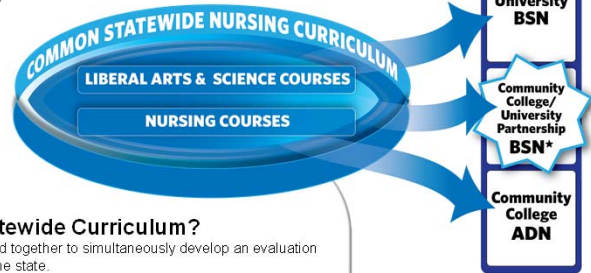 COMMON STATEWIDE NURSING CURRICULUM
LIBERAL ARTS & SCIENCE COURSES
NURSING COURSES
University
BSN
Community
College/
University
Partnership
BSN*
Community
College
ADN
tewide Curriculum?
d together to simultaneously develop an evaluation
ne state.